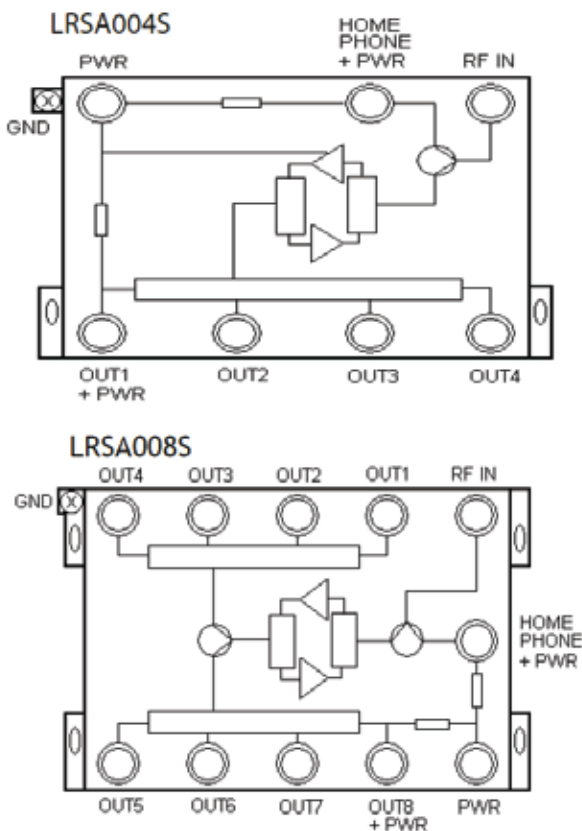 LRSA004S
HOME
PHONE
+ PWR
PWR
RF IN
GND
OUT1
+ PWR
OUT2
OUT3
OUT4
LRSA008S
OUT4
OUT3
OUT2
OUT1
RF IN
GND
HOME
PHONE
+ PWR
OUT5
OUT6
OUT7
OUT8
+ PWR
PWR